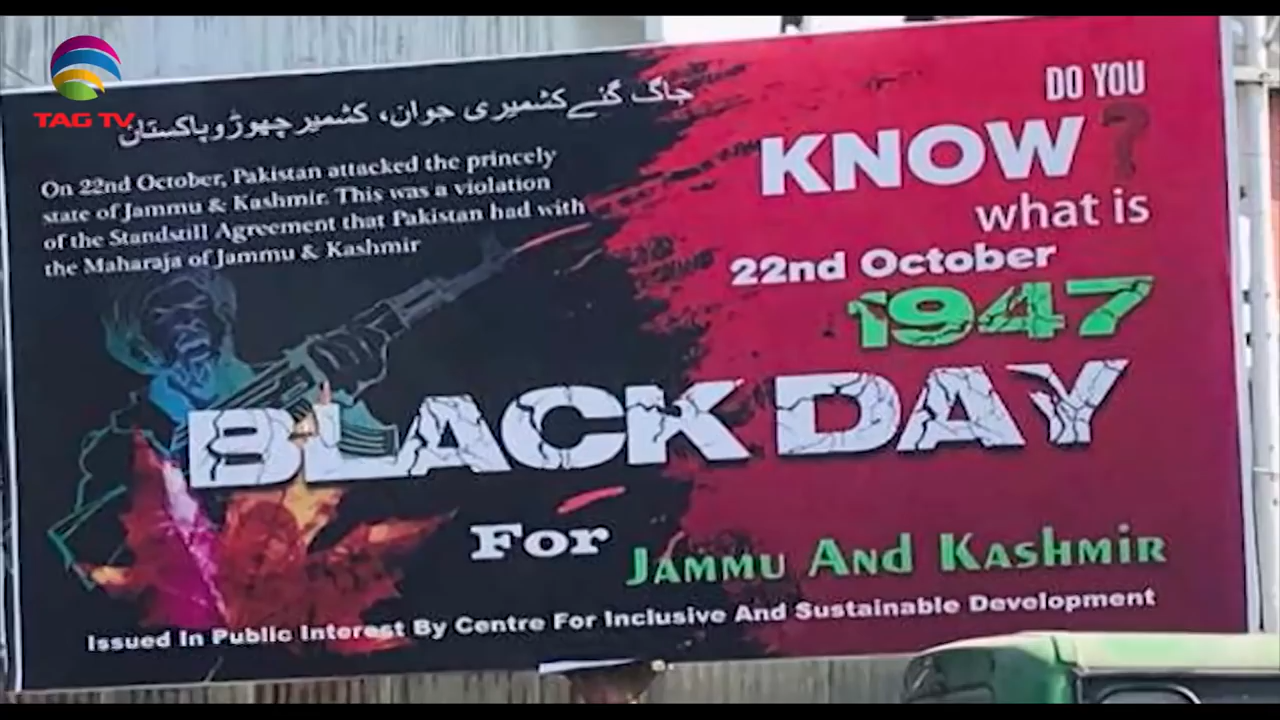 TAG TV
جاگ گئے کشمیری جوان، کشمیر چھوڑو پاکستان
On 22nd October, Pakistan attacked the princely
state of Jammu & Kashmir. This was a violation
of the Standstill Agreement that Pakistan had with
the Maharaja of Jammu & Kashmir
DO YOU
KNOW ?
what is
22nd October
1947
BLACK DAY
For JAMMU AND KASHMIR
Issued In Public Interest By Centre For Inclusive And Sustainable Development